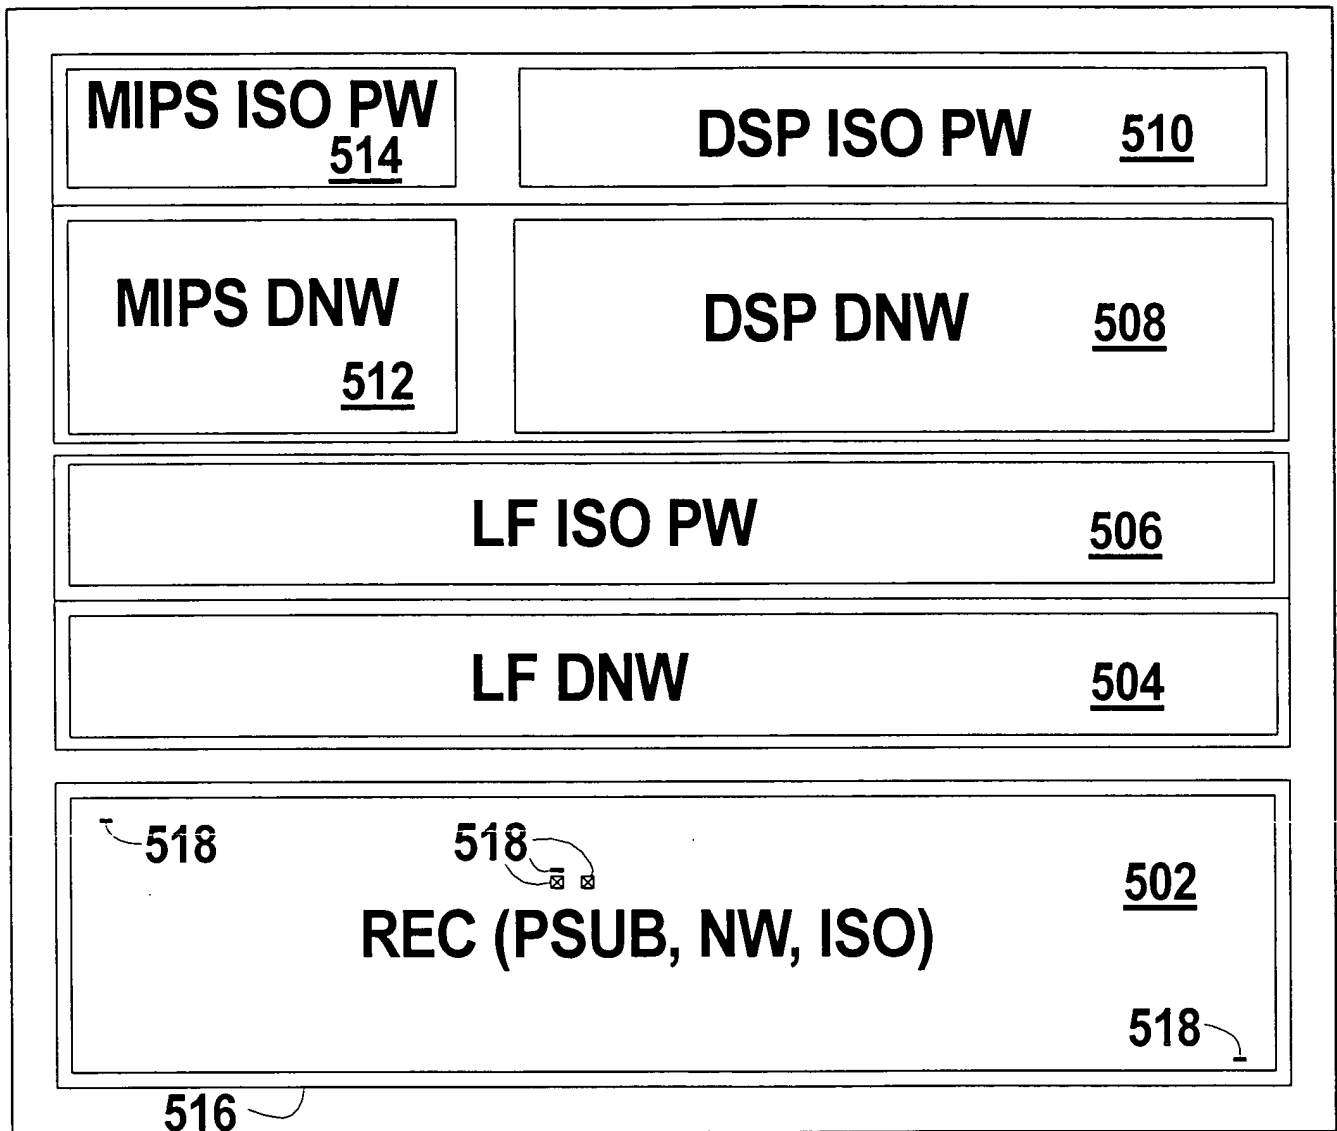 MIPS ISO PW
514
DSP ISO PW 510
MIPS DNW
512
DSP DNW 508
LF ISO PW 506
LF DNW 504
518
518
502
REC (PSUB, NW, ISO)
518
516